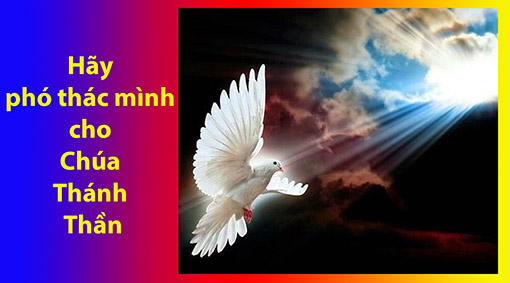 Hãy
phó thác mình
cho
Chúa
Thánh
Thần